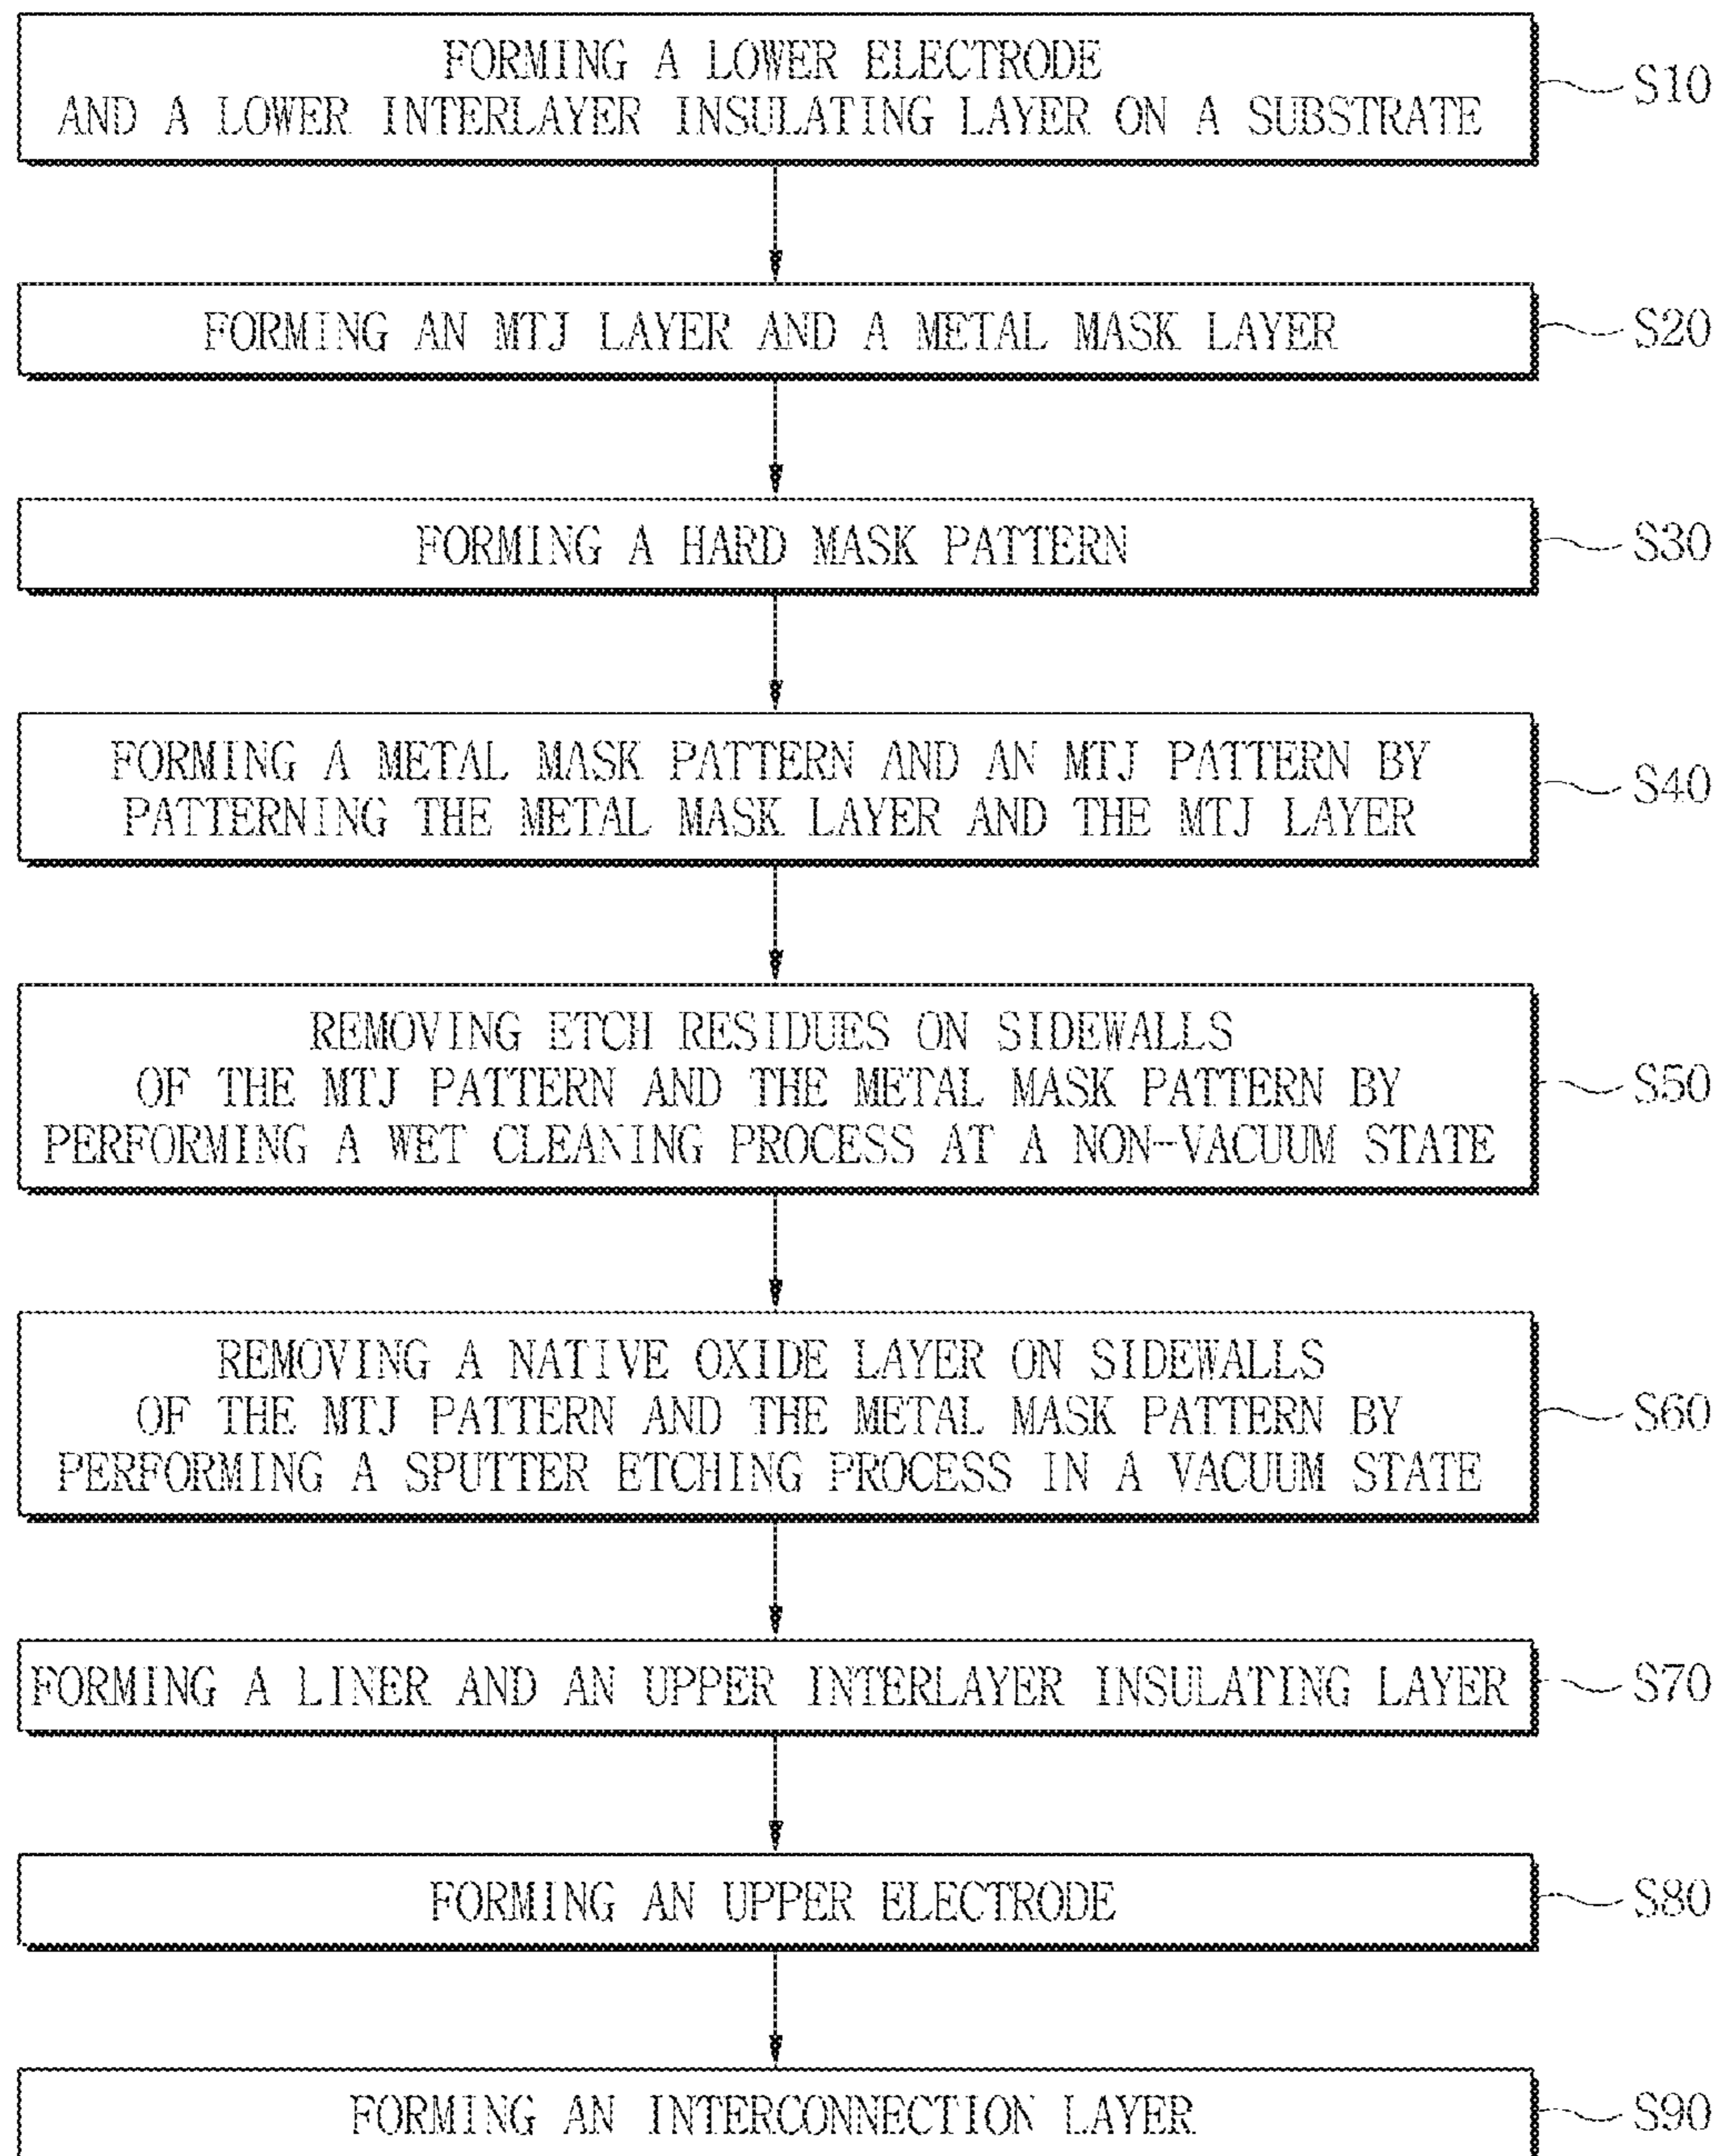 FORMING A LOWER ELECTRODE
AND A LOWER INTERLAYER INSULATING LAYER ON A SUBSTRATE
S10
FORMING AN MTJ LAYER AND A METAL MASK LAYER
S20
FORMING A HARD MASK PATTERN
S30
FORMING A METAL MASK PATTERN AND AN MTJ PATTERN BY
PATTERNING THE METAL MASK LAYER AND THE MTJ LAYER
S40
REMOVING ETCH RESIDUES ON SIDEWALLS
OF THE MTJ PATTERN AND THE METAL MASK PATTERN BY
PERFORMING A WET CLEANING PROCESS AT A NON-VACUUM STATE
S50
REMOVING A NATIVE OXIDE LAYER ON SIDEWALLS
OF THE MTJ PATTERN AND THE METAL MASK PATTERN BY
PERFORMING A SPUTTER ETCHING PROCESS IN A VACUUM STATE
S60
FORMING A LINER AND AN UPPER INTERLAYER INSULATING LAYER
S70
FORMING AN UPPER ELECTRODE
S80
FORMING AN INTERCONNECTION LAYER
S90